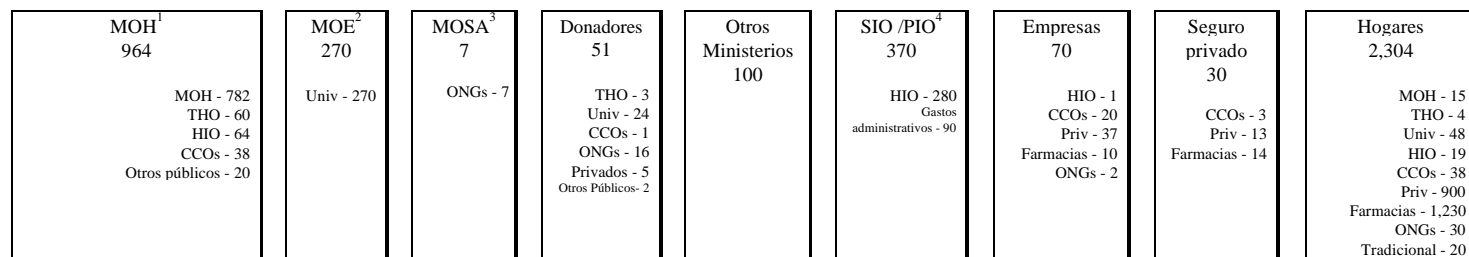 MOH1
964
MOH - 782
THO - 60
HIO - 64
CCOs - 38
Otros públicos - 20
MOE2
270
Univ - 270
MOSA3
7
ONGs - 7
Donadores
51
THO - 3
Univ - 24
CCOs - 1
ONGs - 16
Privados - 5
Otros Públicos- 2
Otros
Ministerios
100
SIO /PIO4
370
HIO - 280
Gastos
administrativos - 90
Empresas
70
HIO - 1
CCOs - 20
Priv - 37
Farmacias - 10
ONGs - 2
Seguro
privado
30
CCOs - 3
Priv - 13
Farmacias - 14
Hogares
2,304
MOH - 15
THO - 4
Univ - 48
HIO - 19
CCOs - 38
Priv - 900
Farmacias - 1,230
ONGs - 30
Tradicional - 20